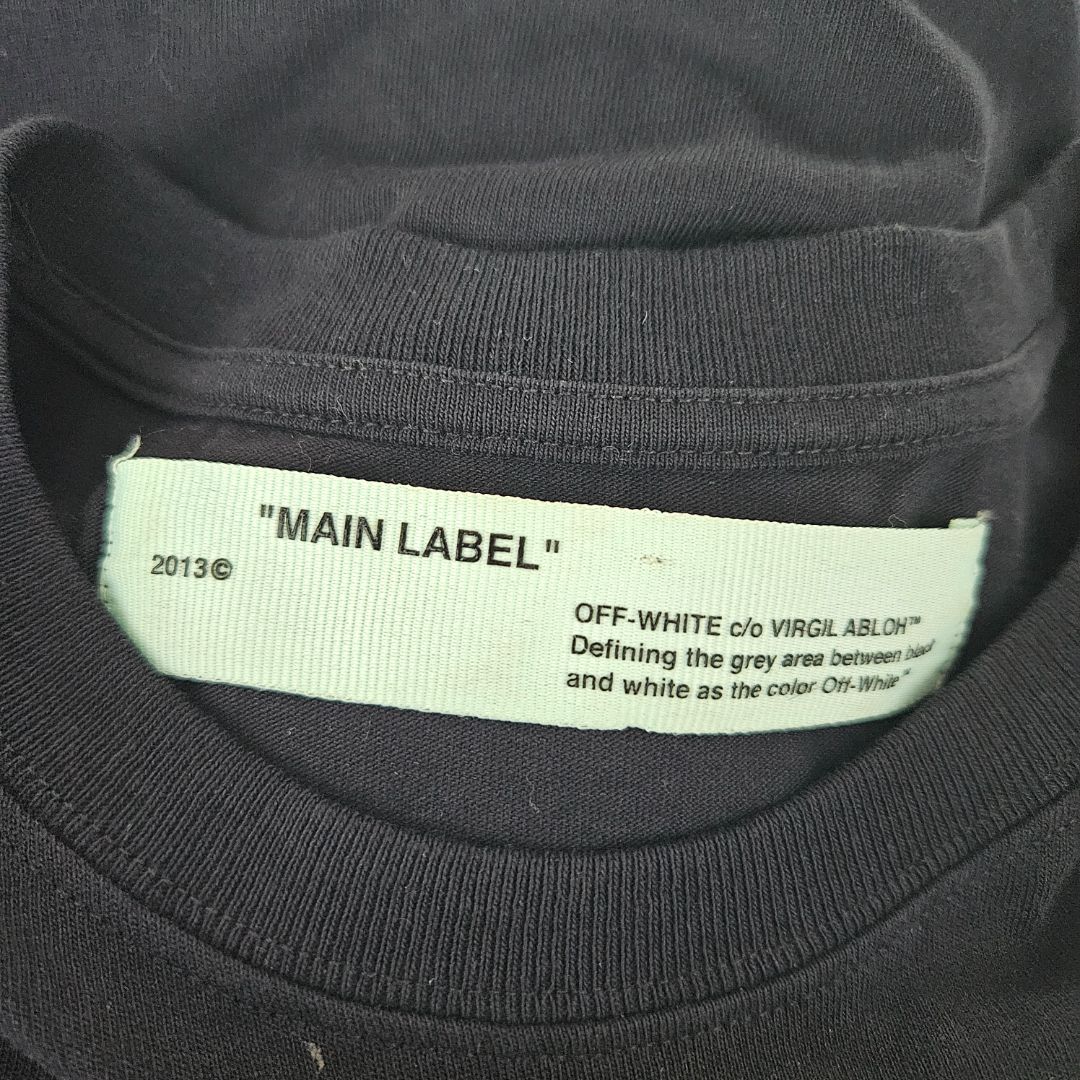 "MAIN LABEL"
2013©
OFF-WHITE c/o VIRGIL ABLOH™
Defining the grey area between black
and white as the color Off-White™